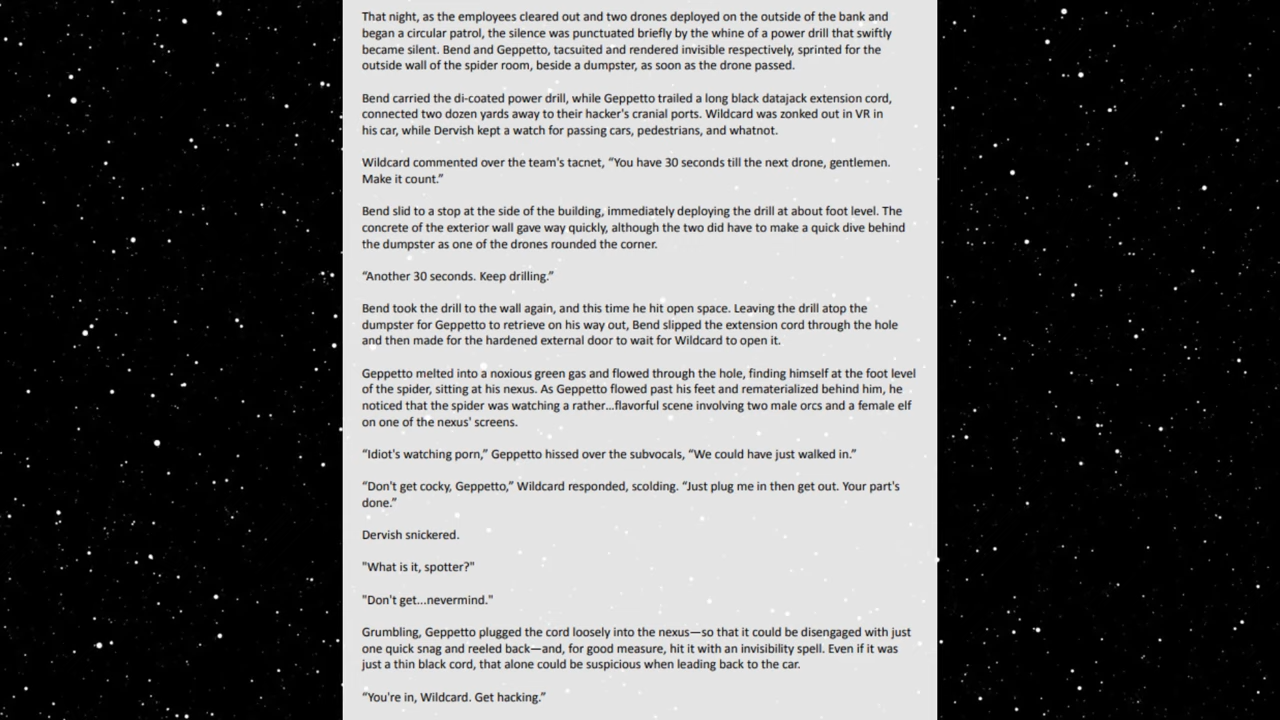 That night, as the employees cleared out and two drones deployed on the outside of the bank and
began a circular patrol, the silence was punctuated briefly by the whine of a power drill that swiftly
became silent. Bend and Geppetto, tacsuited and rendered invisible respectively, sprinted for the
outside wall of the spider room, beside a dumpster, as soon as the drone passed.
Bend carried the di-coated power drill, while Geppetto trailed a long black datajack extension cord,
connected two dozen yards away to their hacker's cranial ports. Wildcard was zonked out in VR in
his car, while Dervish kept a watch for passing cars, pedestrians, and whatnot.
Wildcard commented over the team's tacnet, “You have 30 seconds till the next drone, gentlemen.
Make it count.”
Bend slid to a stop at the side of the building, immediately deploying the drill at about foot level. The
concrete of the exterior wall gave way quickly, although the two did have to make a quick dive behind
the dumpster as one of the drones rounded the corner.
“Another 30 seconds. Keep drilling.”
Bend took the drill to the wall again, and this time he hit open space. Leaving the drill atop the
dumpster for Geppetto to retrieve on his way out, Bend slipped the extension cord through the hole
and then made for the hardened external door to wait for Wildcard to open it.
Geppetto melted into a noxious green gas and flowed through the hole, finding himself at the foot level
of the spider, sitting at his nexus. As Geppetto flowed past his feet and rematerialized behind him, he
noticed that the spider was watching a rather…flavorful scene involving two male orcs and a female elf
on one of the nexus' screens.
“Idiot's watching porn,” Geppetto hissed over the subvocals, “We could have just walked in.”
“Don't get cocky, Geppetto,” Wildcard responded, scolding. “Just plug me in then get out. Your part's
done.”
Dervish snickered.
"What is it, spotter?"
"Don't get...nevermind."
Grumbling, Geppetto plugged the cord loosely into the nexus—so that it could be disengaged with just
one quick snag and reeled back—and, for good measure, hit it with an invisibility spell. Even if it was
just a thin black cord, that alone could be suspicious when leading back to the car.
“You're in, Wildcard. Get hacking.”